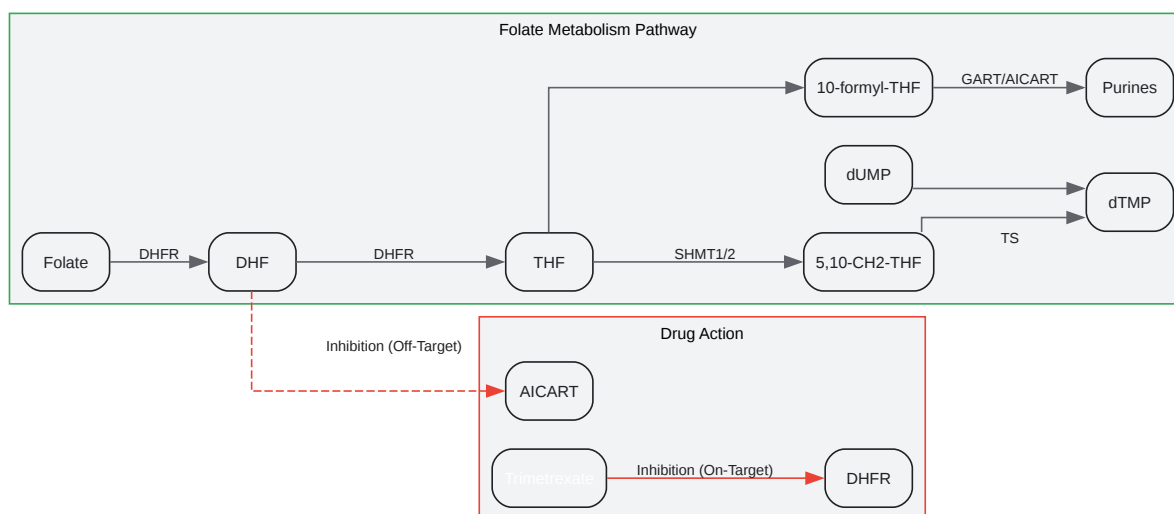 Folate Metabolism Pathway
10-formyl-THF
GART/AICART
Purines
dUMP
dTMP
TS
Folate
DHFR
DHF
DHFR
THF
SHMT1/2
5,10-CH2-THF
Inhibition (Off-Target)
Drug Action
AICART
Trimetrexate
Inhibition (On-Target)
DHFR